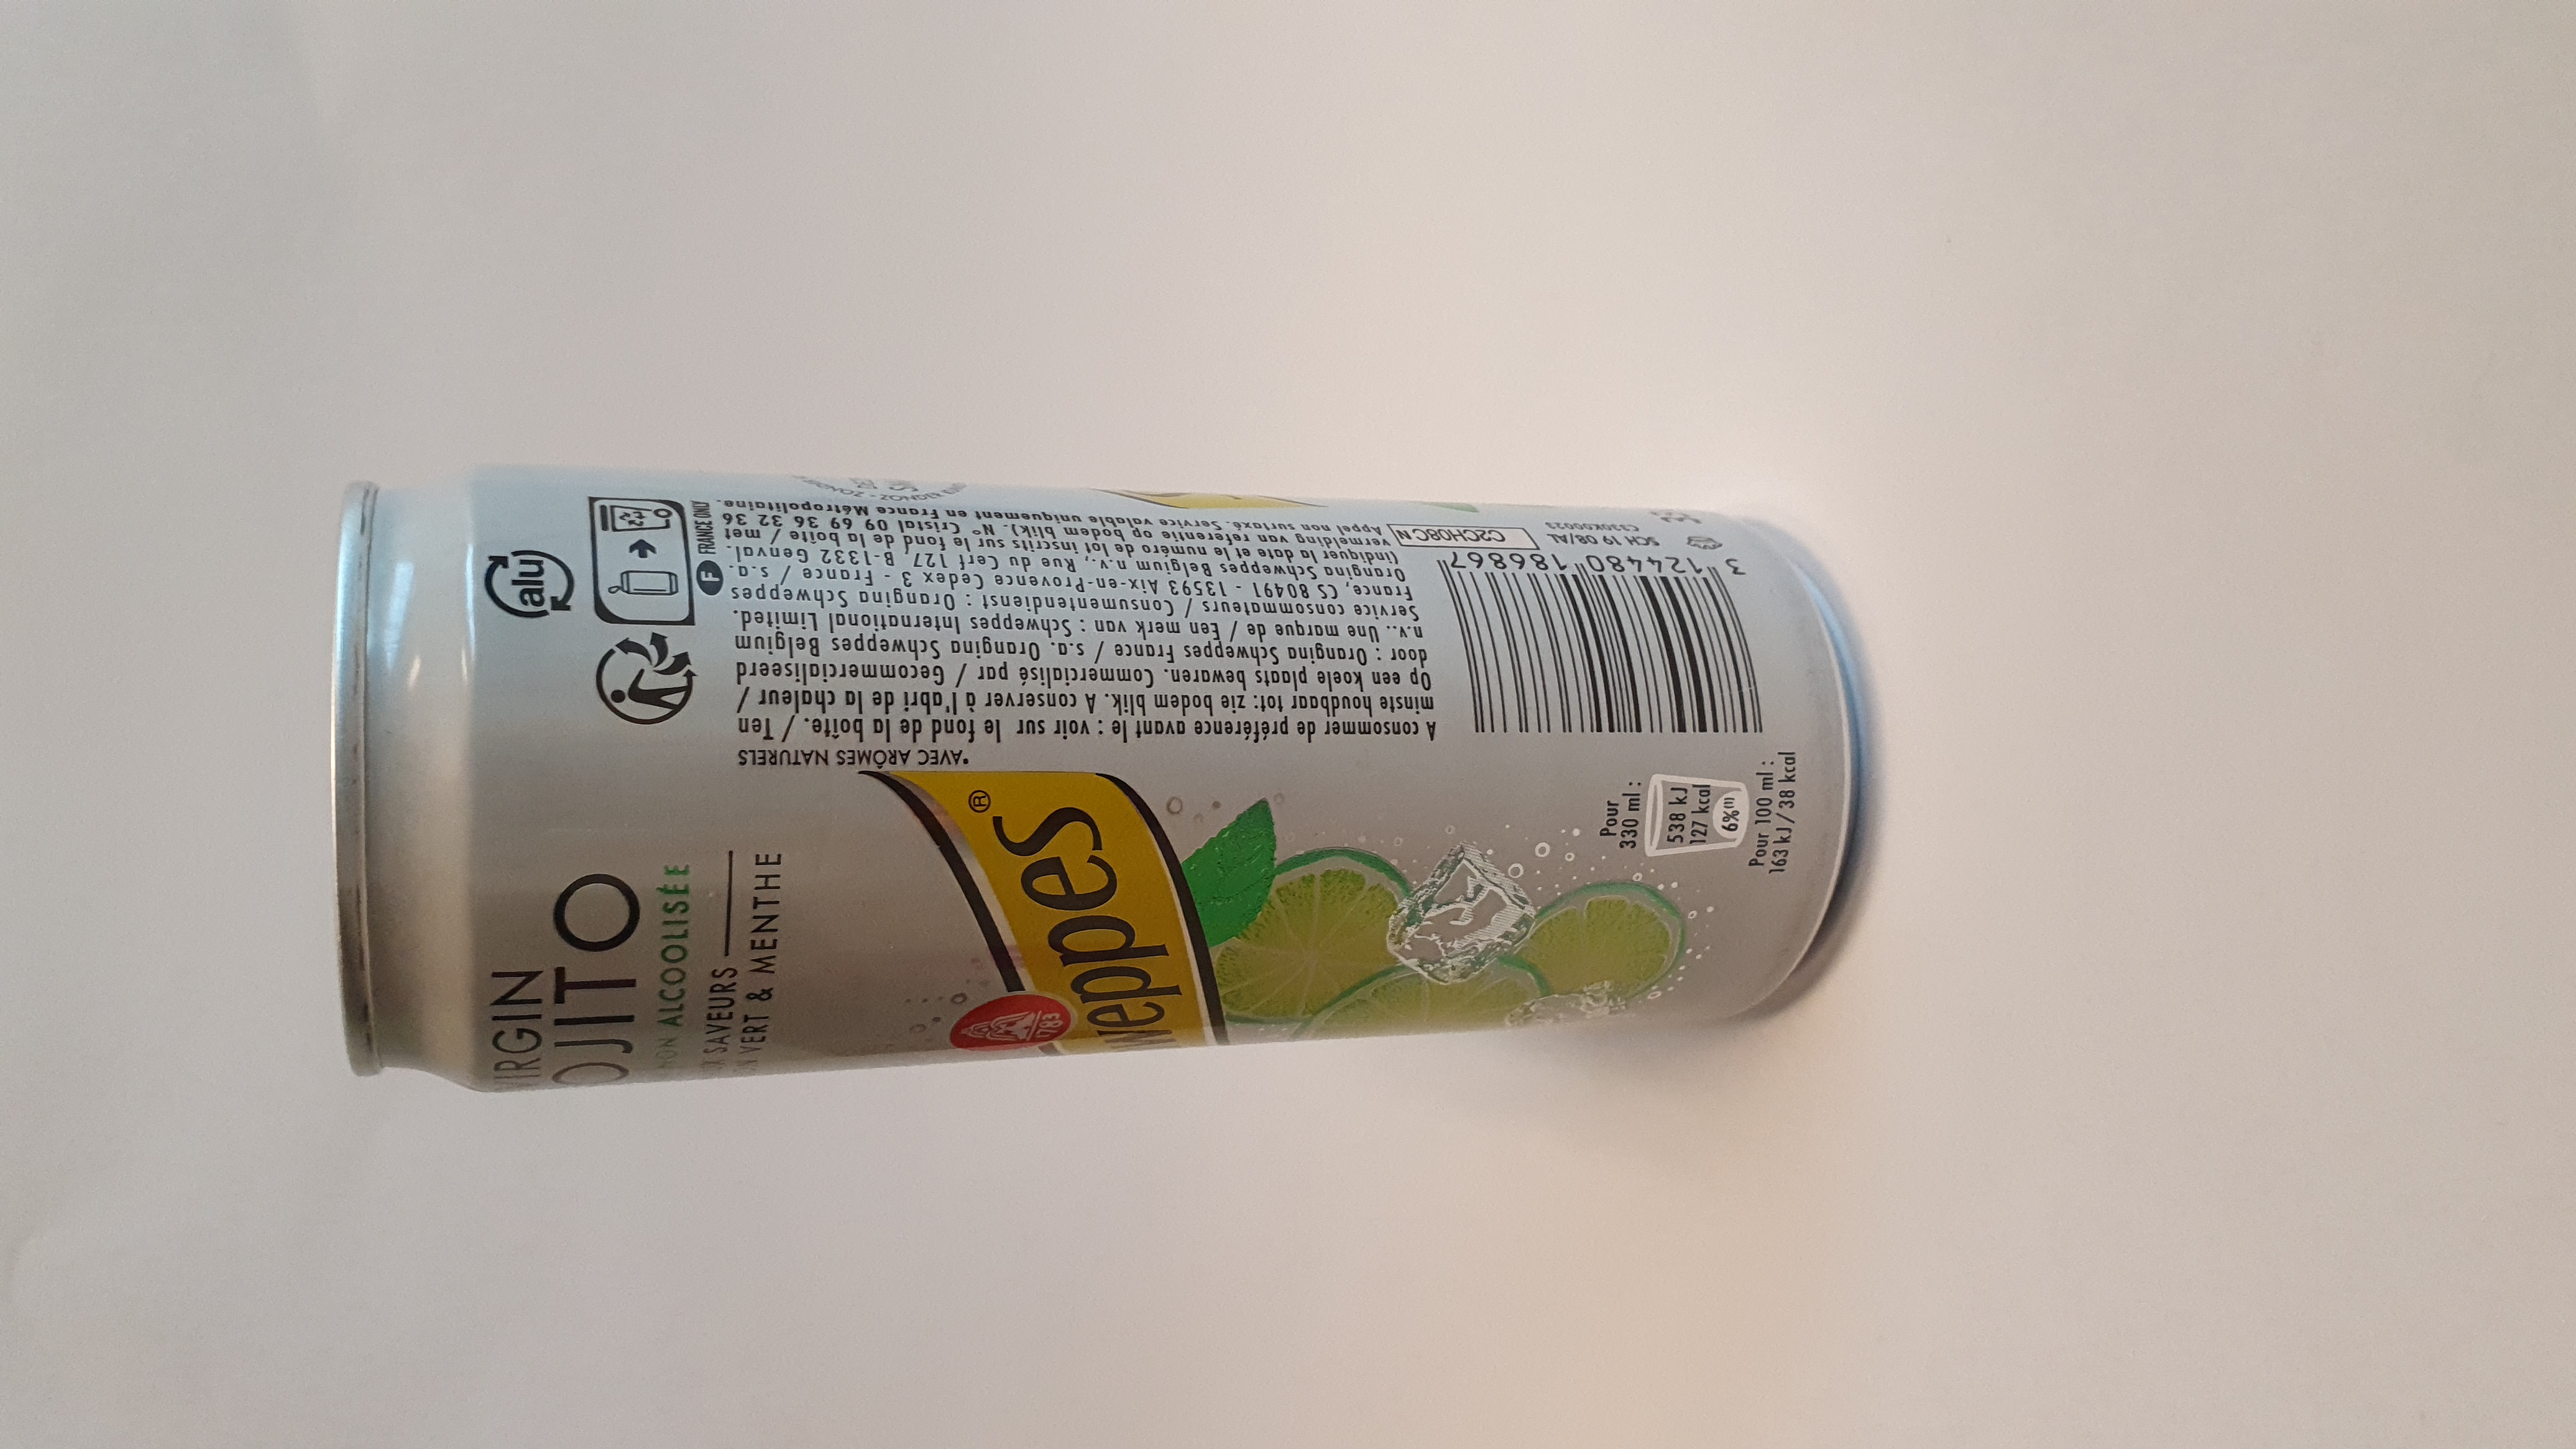 VIRGIN
OJITO
NON ALCOOLISÉE
SAVEURS
VERT & MENTHE
1783
weppes®
Pour
330 ml :
538 kJ
127 kcal
6%(1)
Pour 100 ml :
163 kJ/38 kcal
alu
F FRANCE ONLY
*AVEC ARÔMES NATURELS
A consommer de préférence avant le : voir sur le fond de la boîte. / Ten
minste houdbaar tot: zie bodem blik. A conserver à l'abri de la chaleur /
Op een koele plaats bewaren. Commercialisé par / Gecommercialiseerd
door : Orangina Schweppes France / s.a. Orangina Schweppes Belgium
n.v.. Une marque de / Een merk van : Schweppes International Limited.
Service consommateurs / Consumentendienst : Orangina Schweppes
France, CS 80491 - 13593 Aix-en-Provence Cedex 3 - France / s.a.
Orangina Schweppes Belgium n.v., Rue du Cerf 127, B-1332 Genval.
(indiquer la date et le numéro de lot inscrits sur le fond de la boîte / met
vermelding van referentie op bodem blik). N° Cristal 09 69 36 32 36
Appel non surtaxé. Service valable uniquement en France Métropolitaine.
3 124480 186867
C2CH08C N
SCH 19 08/AL
C330X00023